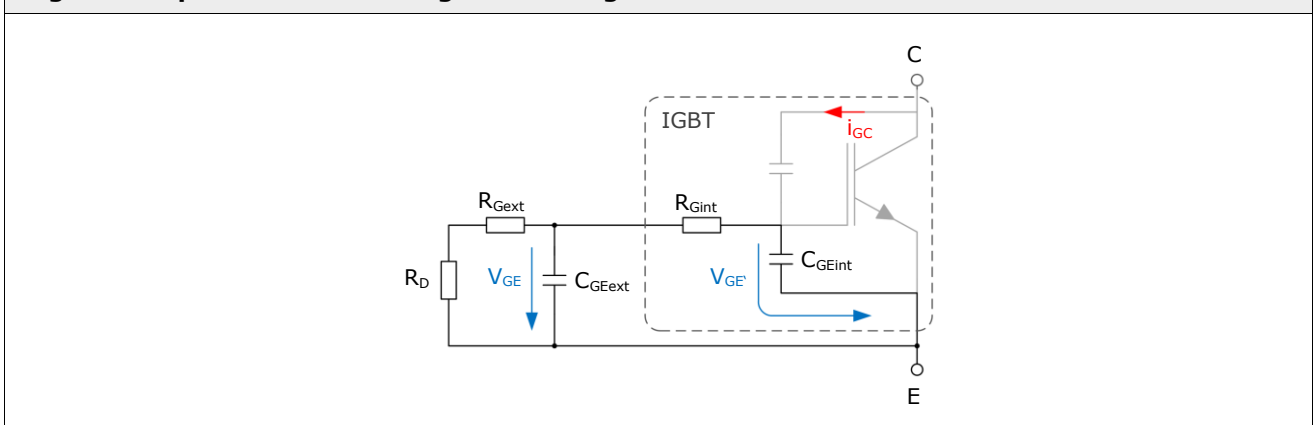 C
IGBT
iGC
RGext
RGint
RD
VGE
CGEext
VGE'
CGEint
E